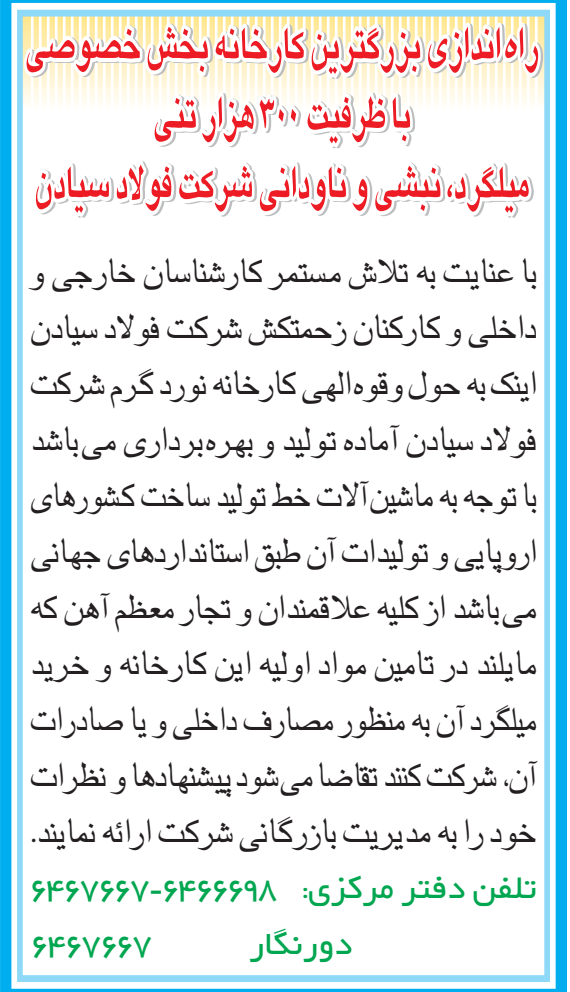 راه‌اندازی بزرگترین کارخانه بخش خصوصی
با ظرفیت ۳۰۰ هزار تنی
میلگرد، نبشی و ناودانی شرکت فولاد سیادن
با عنایت به تلاش مستمر کارشناسان خارجی و
داخلی و کارکنان زحمتکش شرکت فولاد سیادن
اینک به حول وقوه‌الهی کارخانه نورد گرم شرکت
فولاد سیادن آماده تولید و بهره‌برداری می‌باشد
با توجه به ماشین‌آلات خط تولید ساخت کشورهای
اروپایی و تولیدات آن طبق استانداردهای جهانی
می‌باشد از کلیه علاقمندان و تجار معظم آهن که
مایلند در تامین مواد اولیه این کارخانه و خرید
میلگرد آن به منظور مصارف داخلی و یا صادرات
آن، شرکت کنند تقاضا می‌شود پیشنهادها و نظرات
خود را به مدیریت بازرگانی شرکت ارائه نمایند.
تلفن دفتر مرکزی: ۶۴۶۶۶۹۸-۶۴۶۷۶۶۷
دورنگار ۶۴۶۷۶۶۷